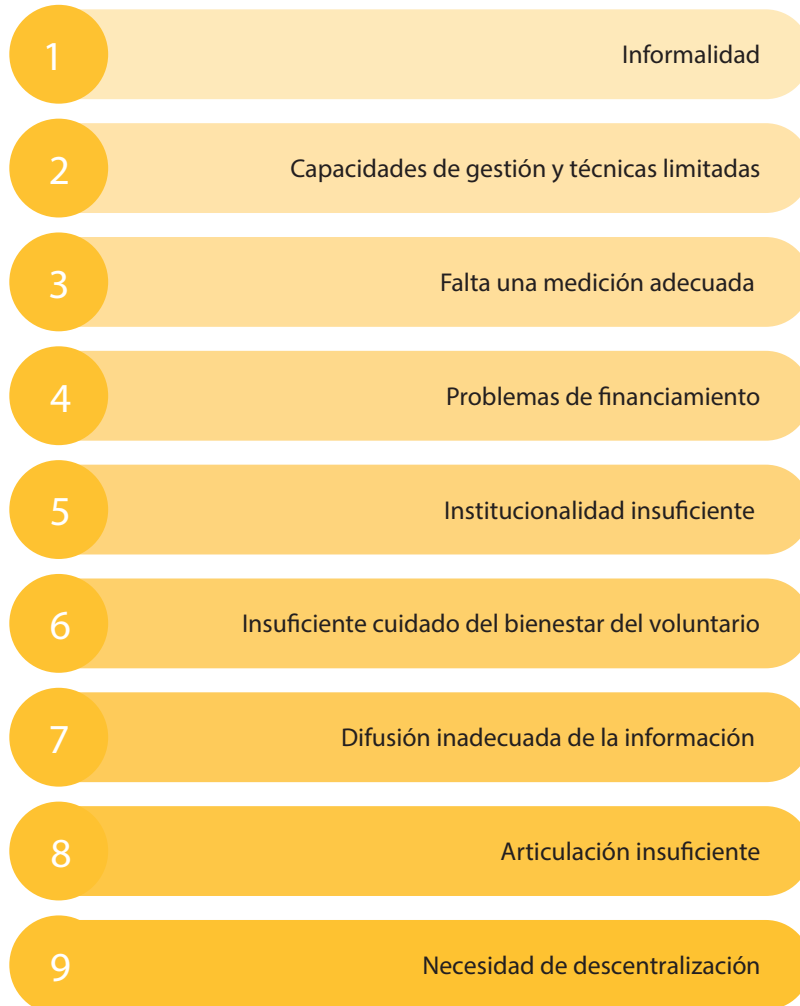 1 Informalidad
2 Capacidades de gestión y técnicas limitadas
3 Falta una medición adecuada
4 Problemas de financiamiento
5 Institucionalidad insuficiente
6 Insuficiente cuidado del bienestar del voluntario
7 Difusión inadecuada de la información
8 Articulación insuficiente
9 Necesidad de descentralización